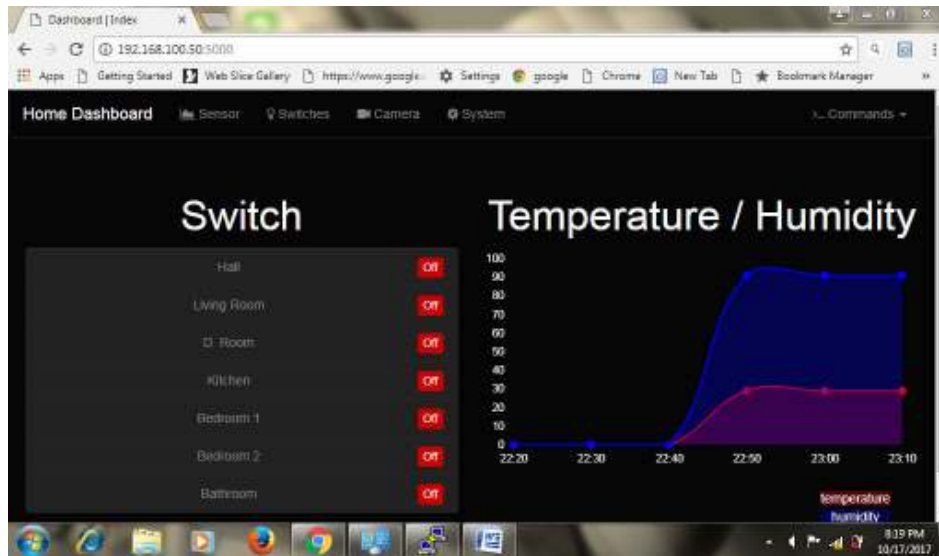 Dashboard | Index
192.168.100.50:5000
Apps Getting Started Web Slice Gallery https://www.google. Settings google Chrome New Tab Bookmark Manager »
Home Dashboard Sensor Switches Camera System Commands
Switch
Hall Off
Living Room Off
D. Room Off
Kitchen Off
Bedroom 1 Off
Bedroom 2 Off
Bathroom Off
Temperature / Humidity
100
90
80
70
60
50
40
30
20
10
0
22:20 22:30 22:40 22:50 23:00 23:10
temperature
humidity
8:19 PM
10/17/2017